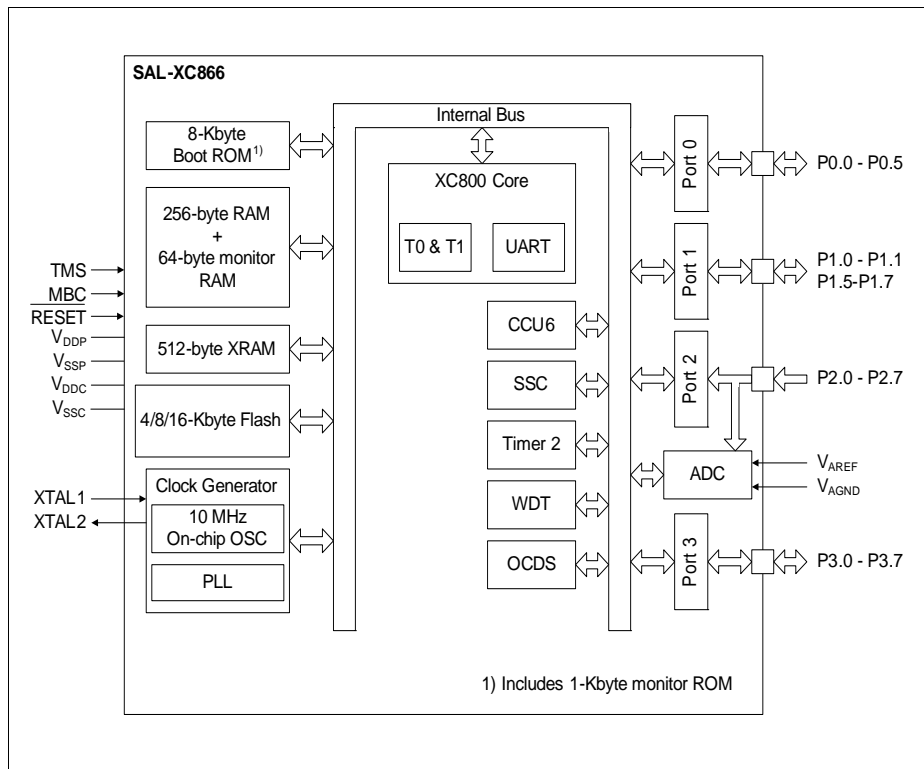 SAL-XC866
Internal Bus
8-Kbyte
Boot ROM1)
256-byte RAM
+
64-byte monitor
RAM
512-byte XRAM
4/8/16-Kbyte Flash
Clock Generator
10 MHz
On-chip OSC
PLL
TMS
MBC
RESET
VDDP
VSSP
VDDC
VSSC
XTAL1
XTAL2
XC800 Core
T0 & T1
UART
CCU6
SSC
Timer 2
WDT
OCDS
Port 0
Port 1
Port 2
ADC
Port 3
P0.0 - P0.5
P1.0 - P1.1
P1.5-P1.7
P2.0 - P2.7
VAREF
VAGND
P3.0 - P3.7
1) Includes 1-Kbyte monitor ROM